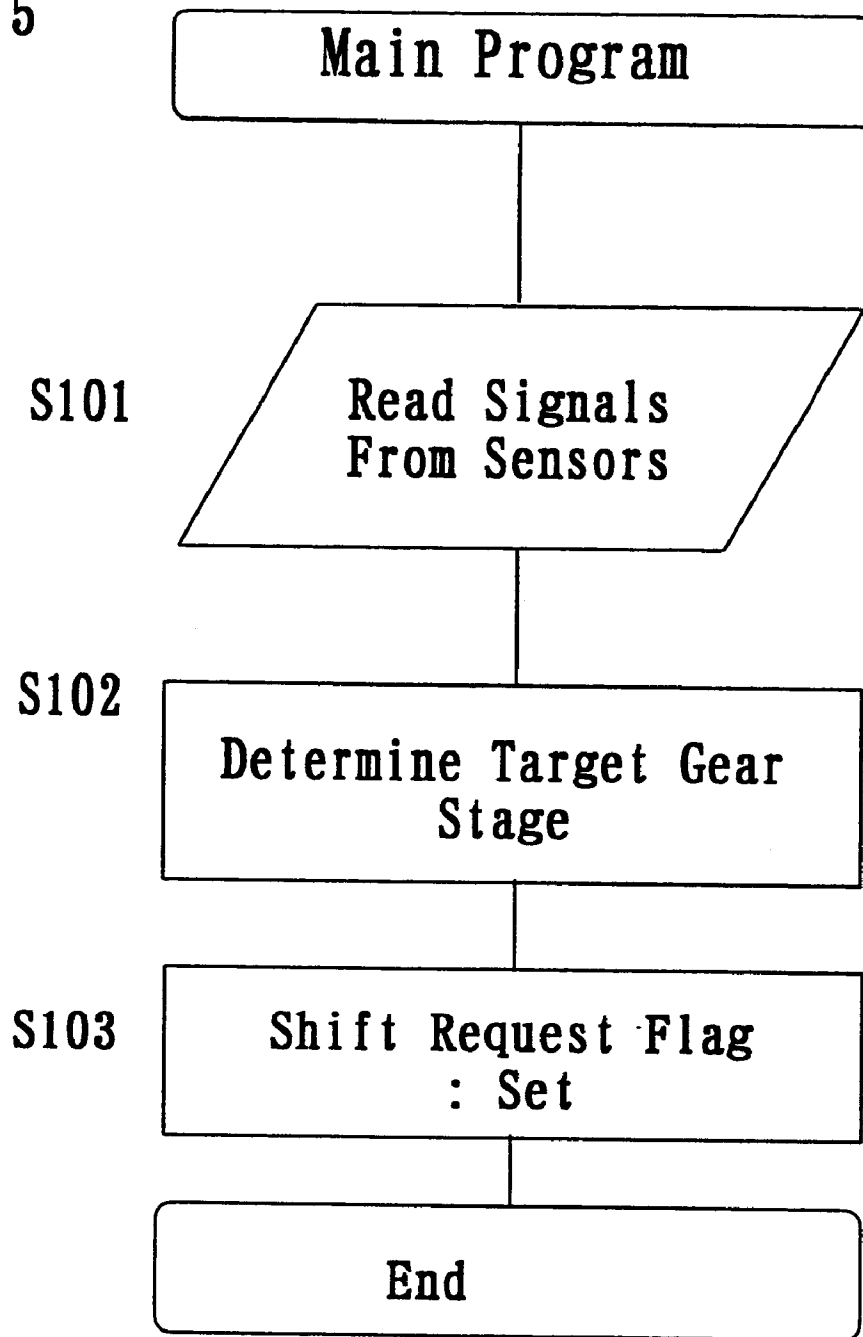 5
Main Program
S101
Read Signals
From Sensors
S102
Determine Target Gear
Stage
S103
Shift Request Flag
: Set
End